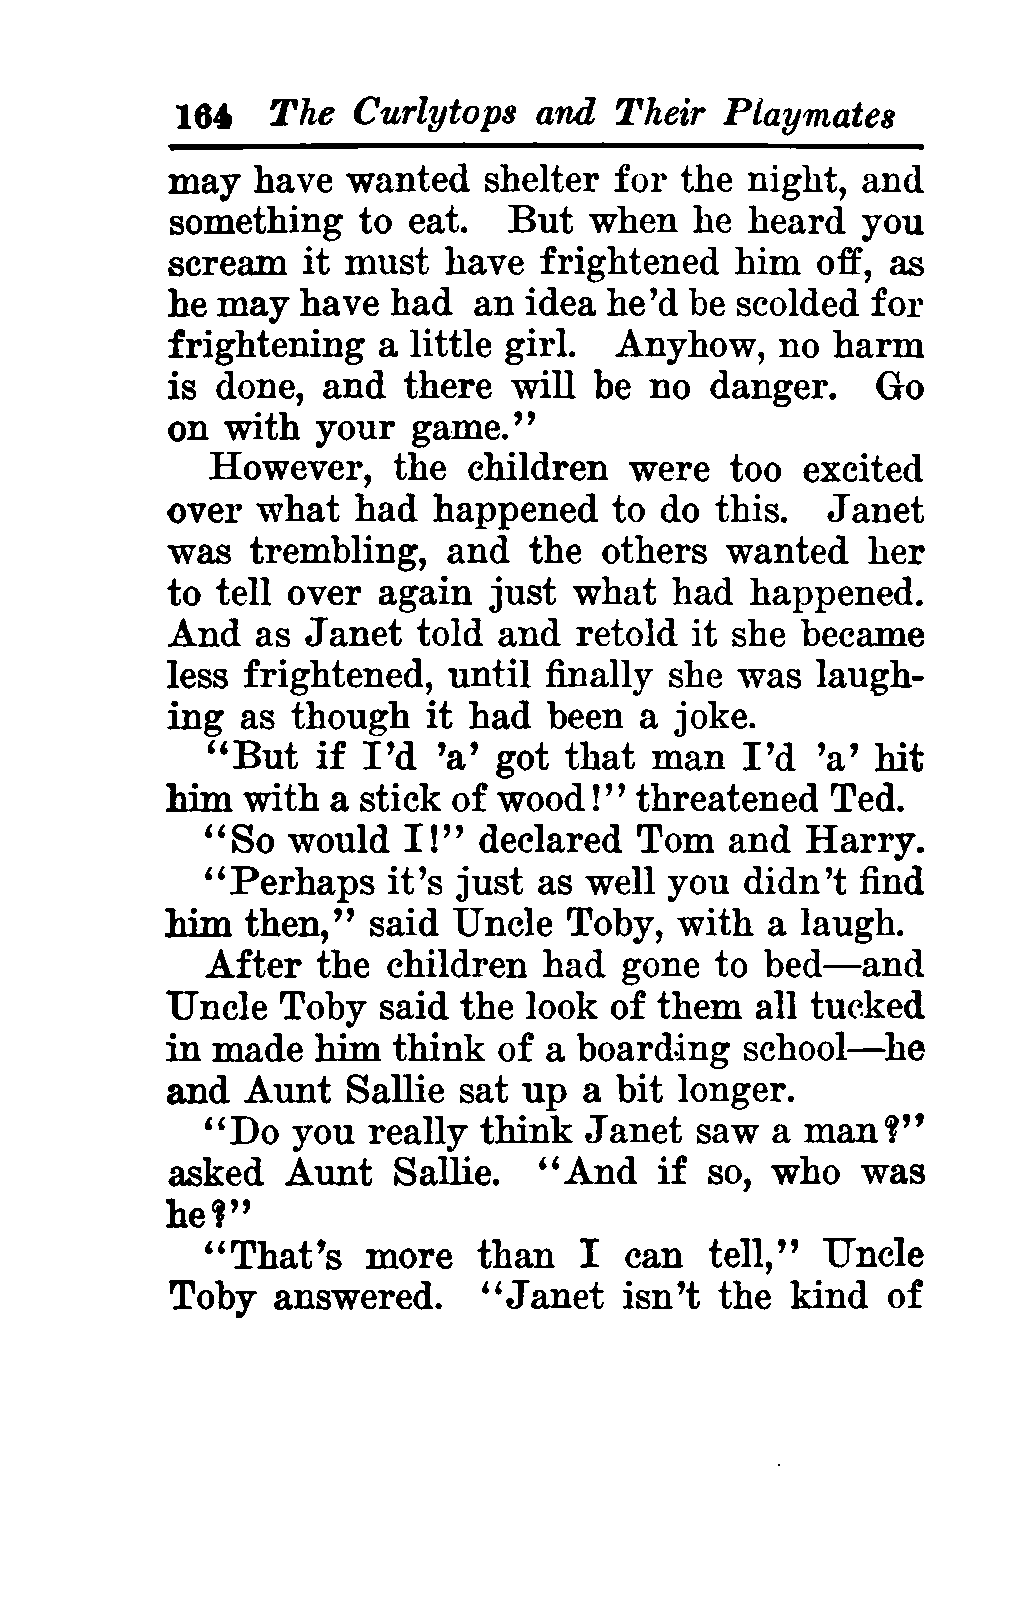 164 The Curlytops and Their Playmates
may have wanted shelter for the night, and
something to eat. But when he heard you
scream it must have frightened him off, as
he may have had an idea he'd be scolded for
frightening a little girl. Anyhow, no harm
is done, and there will be no danger. Go
on with your game."
However, the children were too excited
over what had happened to do this. Janet
was trembling, and the others wanted her
to tell over again just what had happened.
And as Janet told and retold it she became
less frightened, until finally she was laugh-
ing as though it had been a joke.
"But if I'd 'a' got that man I'd 'a' hit
him with a stick of wood!" threatened Ted.
"So would I!" declared Tom and Harry.
"Perhaps it's just as well you didn't find
him then," said Uncle Toby, with a laugh.
After the children had gone to bed—and
Uncle Toby said the look of them all tucked
in made him think of a boarding school—he
and Aunt Sallie sat up a bit longer.
"Do you really think Janet saw a man?"
asked Aunt Sallie. "And if so, who was
he?"
"That's more than I can tell," Uncle
Toby answered. "Janet isn't the kind of